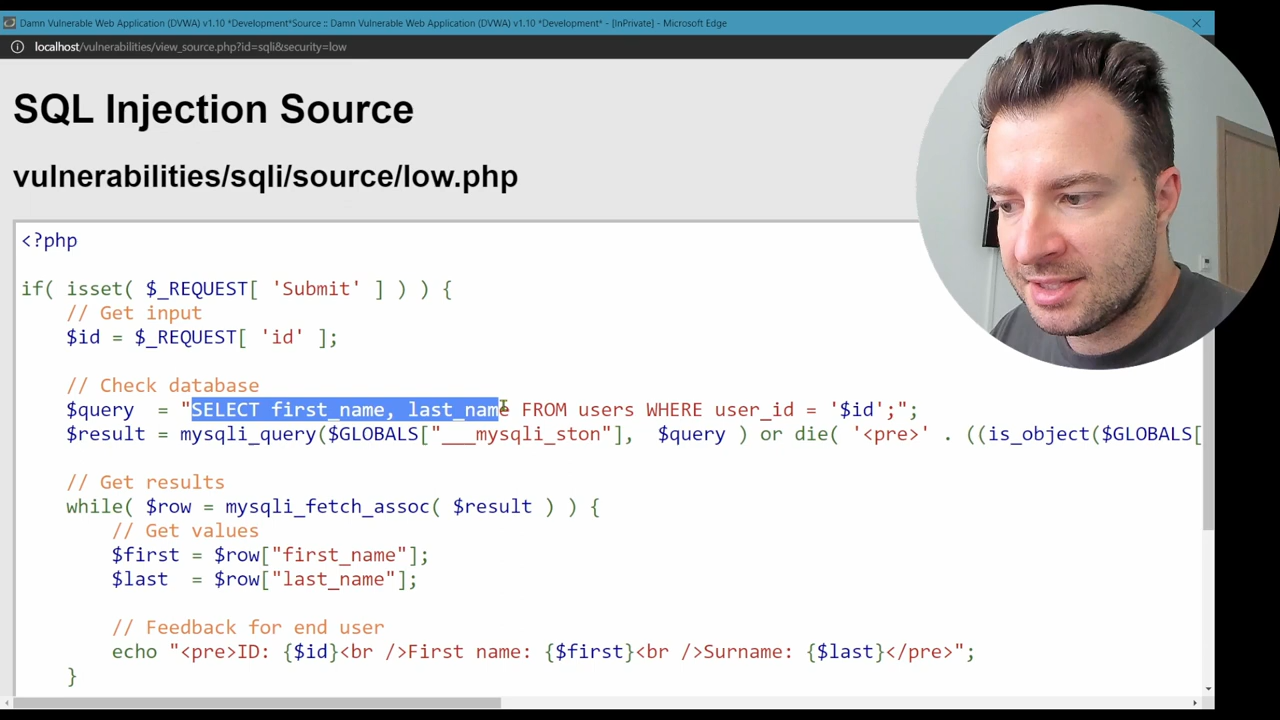 Damn Vulnerable Web Application (DVWA) v1.10 *Development*Source :: Damn Vulnerable Web Application (DVWA) v1.10 *Development* - [InPrivate] - Microsoft Edge
localhost/vulnerabilities/view_source.php?id=sqli&security=low
SQL Injection Source
vulnerabilities/sqli/source/low.php
<?php
if( isset( $_REQUEST[ 'Submit' ] ) ) {
// Get input
$id = $_REQUEST[ 'id' ];
// Check database
$query  = "SELECT first_name, last_name FROM users WHERE user_id = '$id';";
$result = mysqli_query($GLOBALS["___mysqli_ston"],  $query ) or die( '<pre>' . ((is_object($GLOBALS[
// Get results
while( $row = mysqli_fetch_assoc( $result ) ) {
// Get values
$first = $row["first_name"];
$last  = $row["last_name"];
// Feedback for end user
echo "<pre>ID: {$id}<br />First name: {$first}<br />Surname: {$last}</pre>";
}